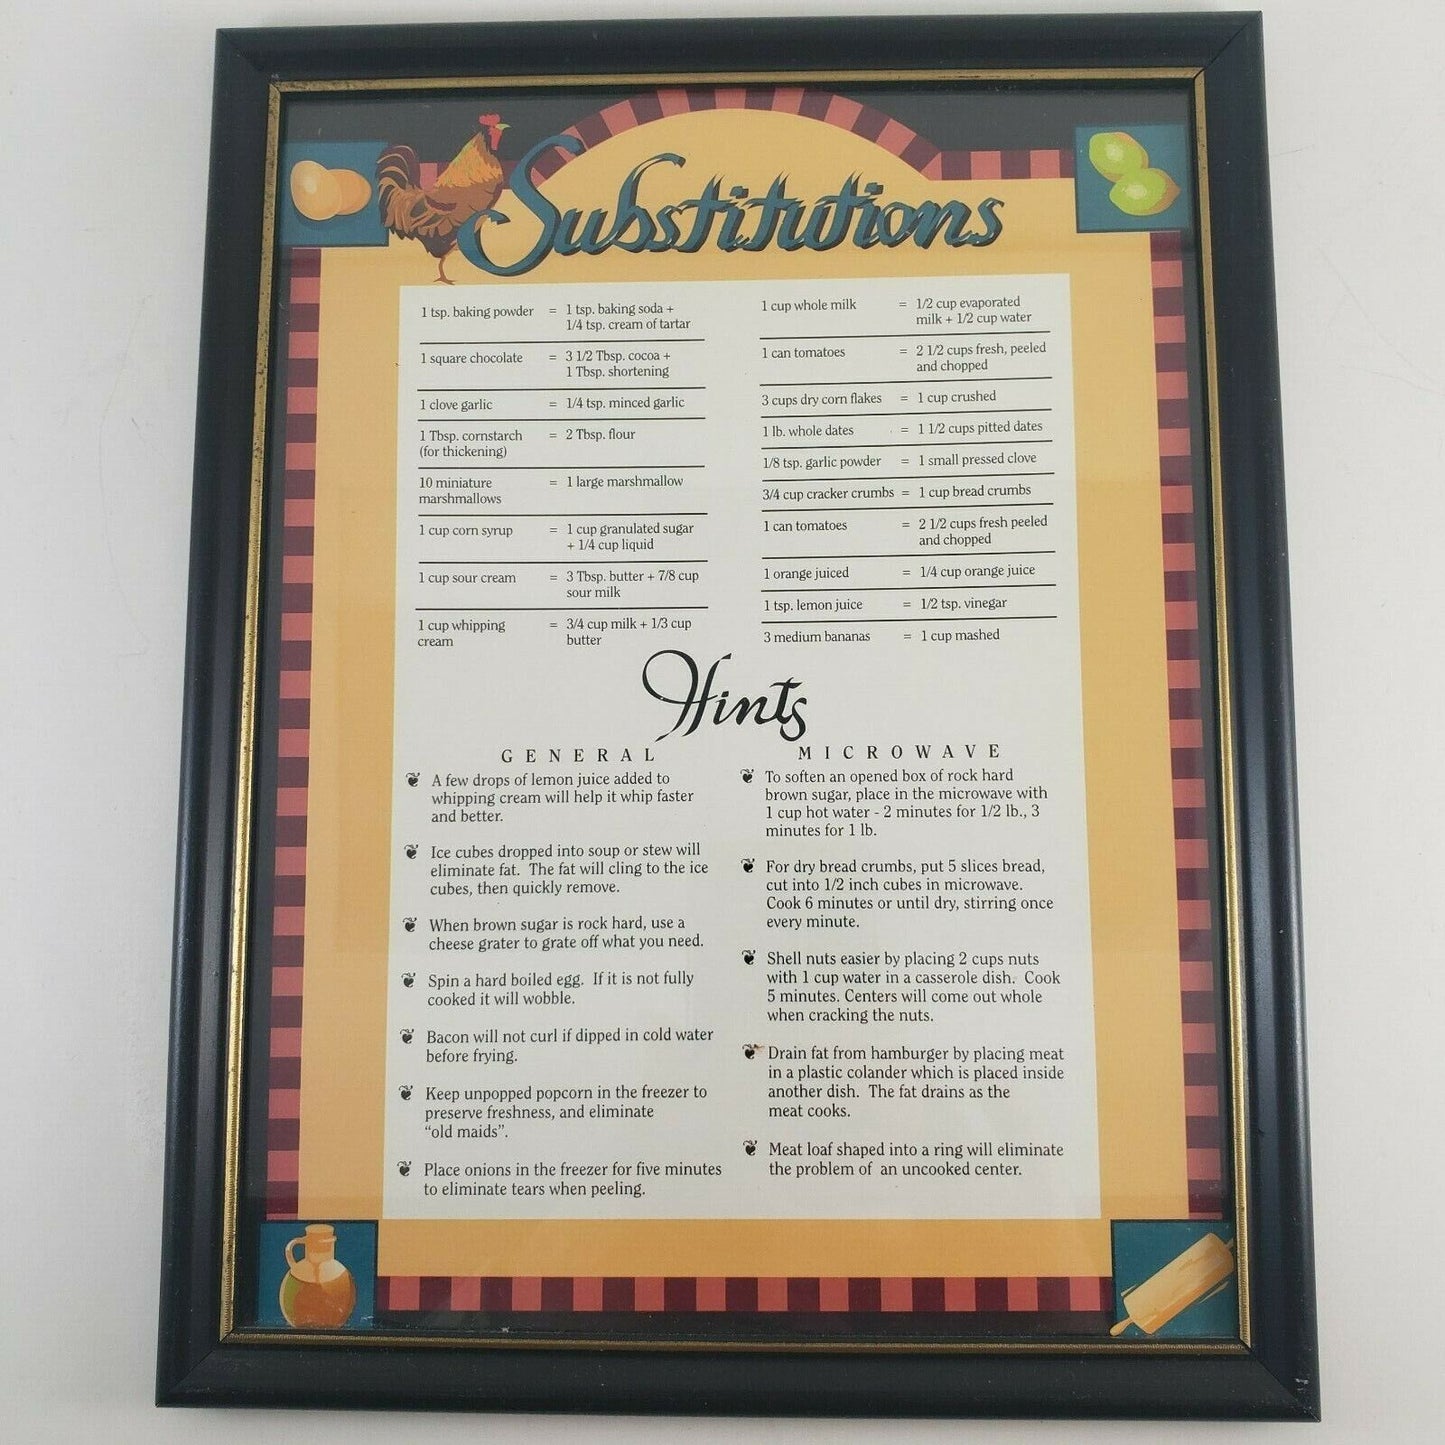 Substitutions
1 tsp. baking powder = 1 tsp. baking soda +
1/4 tsp. cream of tartar
1 square chocolate = 3 1/2 Tbsp. cocoa +
1 Tbsp. shortening
1 clove garlic = 1/4 tsp. minced garlic
1 Tbsp. cornstarch = 2 Tbsp. flour
(for thickening)
10 miniature = 1 large marshmallow
marshmallows
1 cup corn syrup = 1 cup granulated sugar
+ 1/4 cup liquid
1 cup sour cream = 3 Tbsp. butter + 7/8 cup
sour milk
1 cup whipping = 3/4 cup milk + 1/3 cup
cream butter
1 cup whole milk = 1/2 cup evaporated
milk + 1/2 cup water
1 can tomatoes = 2 1/2 cups fresh, peeled
and chopped
3 cups dry corn flakes = 1 cup crushed
1 lb. whole dates = 1 1/2 cups pitted dates
1/8 tsp. garlic powder = 1 small pressed clove
3/4 cup cracker crumbs = 1 cup bread crumbs
1 can tomatoes = 2 1/2 cups fresh peeled
and chopped
1 orange juiced = 1/4 cup orange juice
1 tsp. lemon juice = 1/2 tsp. vinegar
3 medium bananas = 1 cup mashed
Hints
GENERAL
A few drops of lemon juice added to
whipping cream will help it whip faster
and better.
Ice cubes dropped into soup or stew will
eliminate fat. The fat will cling to the ice
cubes, then quickly remove.
When brown sugar is rock hard, use a
cheese grater to grate off what you need.
Spin a hard boiled egg. If it is not fully
cooked it will wobble.
Bacon will not curl if dipped in cold water
before frying.
Keep unpopped popcorn in the freezer to
preserve freshness, and eliminate
“old maids”.
Place onions in the freezer for five minutes
to eliminate tears when peeling.
MICROWAVE
To soften an opened box of rock hard
brown sugar, place in the microwave with
1 cup hot water - 2 minutes for 1/2 lb., 3
minutes for 1 lb.
For dry bread crumbs, put 5 slices bread,
cut into 1/2 inch cubes in microwave.
Cook 6 minutes or until dry, stirring once
every minute.
Shell nuts easier by placing 2 cups nuts
with 1 cup water in a casserole dish. Cook
5 minutes. Centers will come out whole
when cracking the nuts.
Drain fat from hamburger by placing meat
in a plastic colander which is placed inside
another dish. The fat drains as the
meat cooks.
Meat loaf shaped into a ring will eliminate
the problem of an uncooked center.